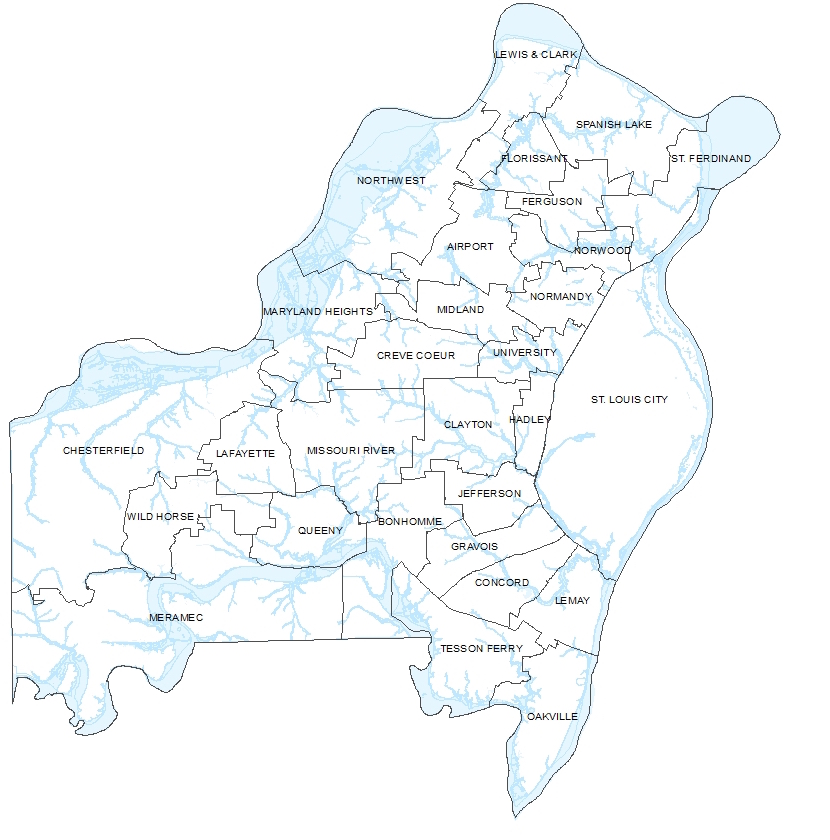 LEWIS & CLARK
SPANISH LAKE
FLORISSANT
ST. FERDINAND
NORTHWEST
FERGUSON
AIRPORT
NORWOOD
NORMANDY
MARYLAND HEIGHTS
MIDLAND
CREVE COEUR
UNIVERSITY
ST. LOUIS CITY
HADLEY
CLAYTON
CHESTERFIELD
LAFAYETTE
MISSOURI RIVER
JEFFERSON
WILD HORSE
BONHOMME
QUEENY
GRAVOIS
CONCORD
LEMAY
MERAMEC
TESSON FERRY
OAKVILLE